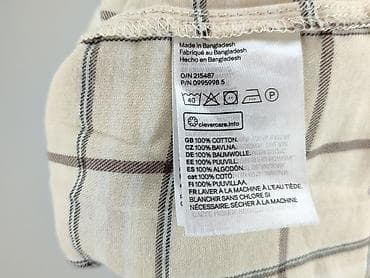 Made in Bangladesh
Fabriqué au Bangladesh
Hecho en Bangladesh
O/N 215487
P/N 0995998.5
40 P
clevercare.info
GB 100% COTTON.
CZ 100% BAVLNA.
DE 100% BAUMWOLLE.
EE 100% PUUVILL.
ES 100% ALGODÓN.
cat 100% COTÓ.
FI 100% PUUVILLAA.
FR LAVER À LA MACHINE À L'EAU TIÈDE.
BLANCHIR SANS CHLORE SI
NÉCESSAIRE. SÉCHER À LA MACHINE